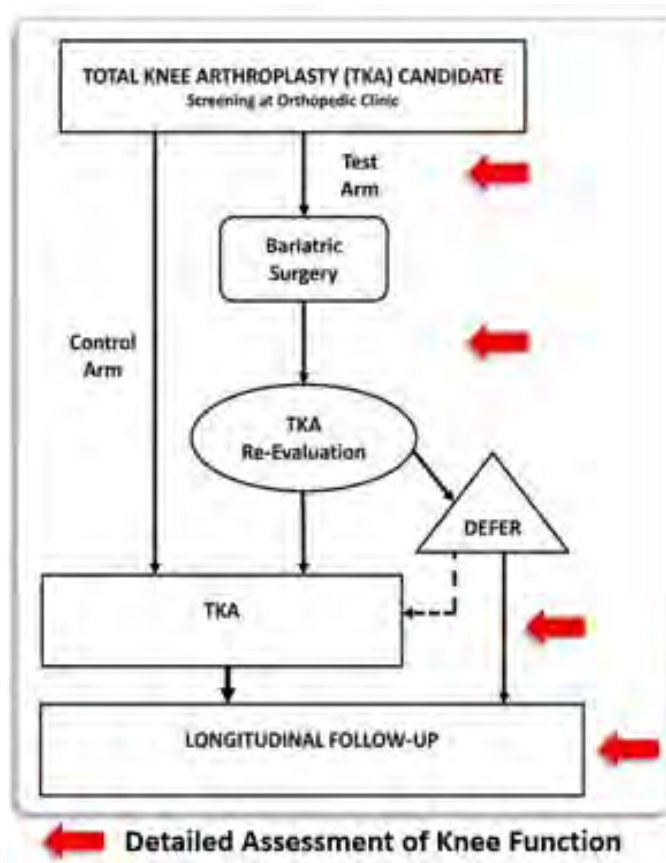 TOTAL KNEE ARTHROPLASTY (TKA) CANDIDATE
Screening at Orthopedic Clinic
Test
Arm
Bariatric
Surgery
Control
Arm
TKA
Re-Evaluation
DEFER
TKA
LONGITUDINAL FOLLOW-UP
Detailed Assessment of Knee Function